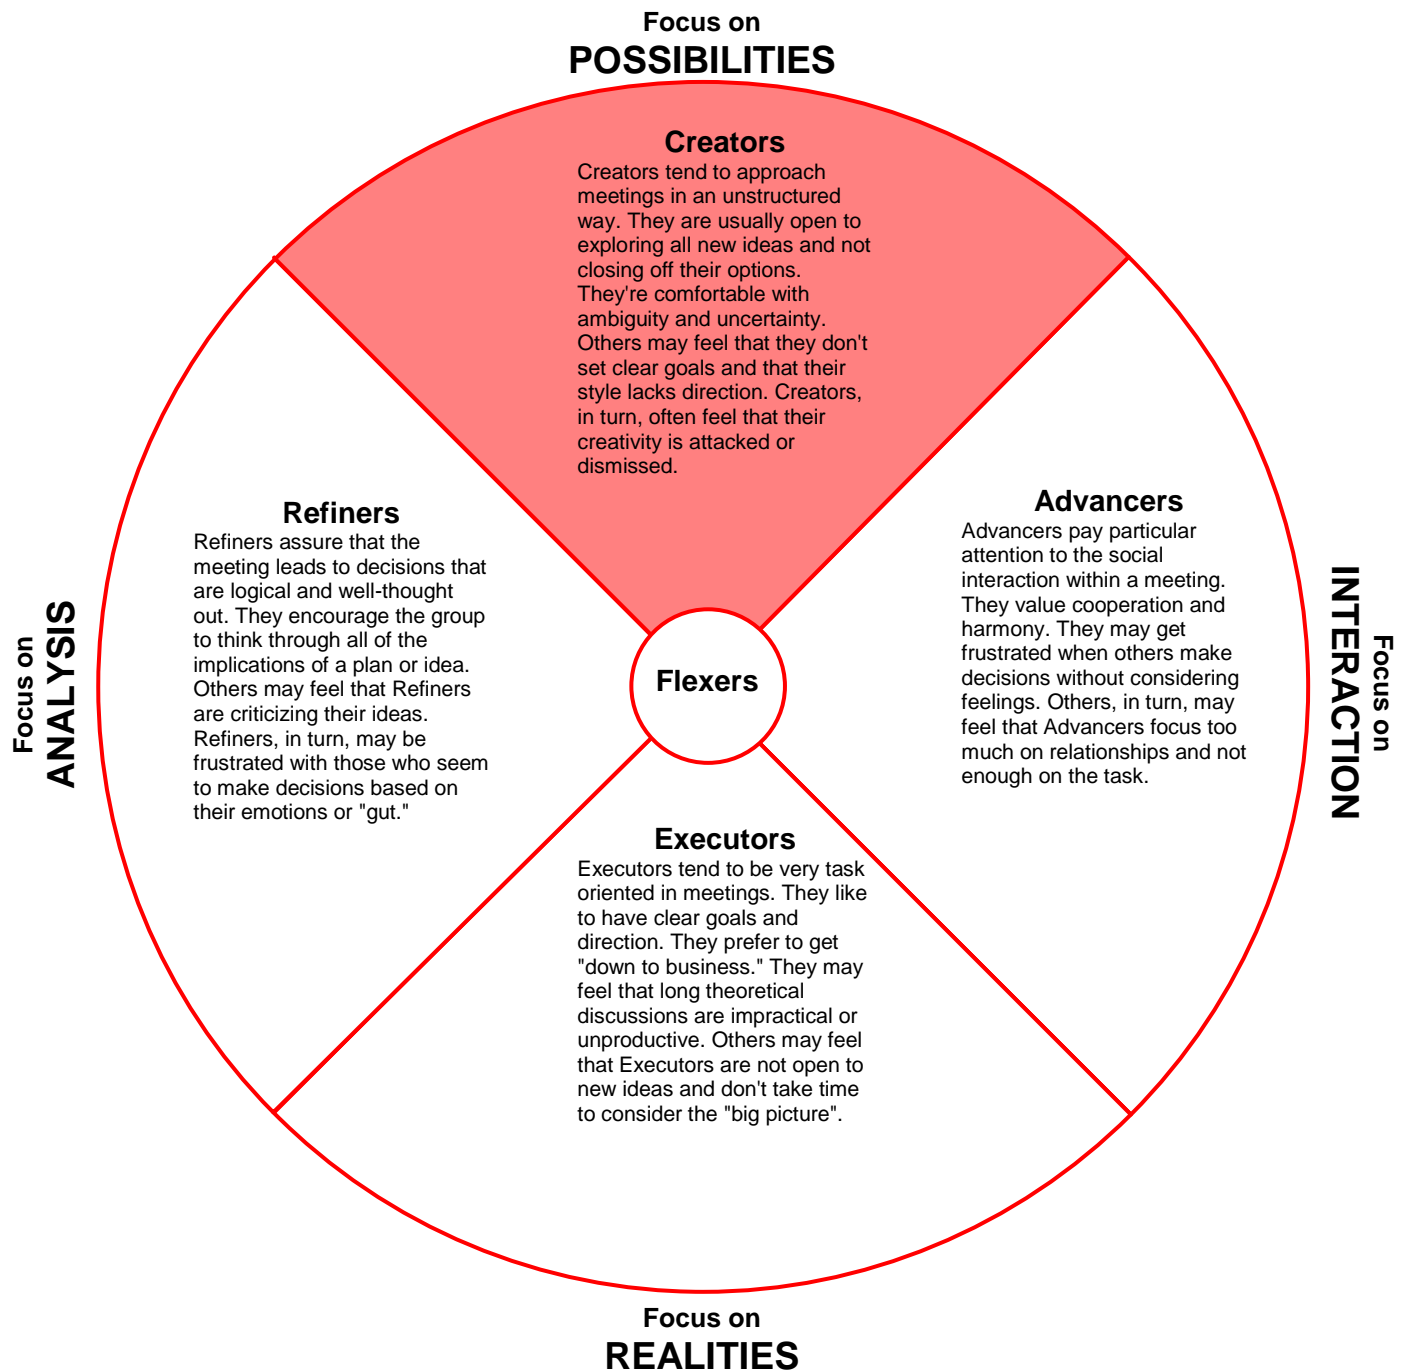 Focus on
POSSIBILITIES
Creators
Creators tend to approach
meetings in an unstructured
way. They are usually open to
exploring all new ideas and not
closing off their options.
They're comfortable with
ambiguity and uncertainty.
Others may feel that they don't
set clear goals and that their
style lacks direction. Creators,
in turn, often feel that their
creativity is attacked or
dismissed.
Focus on
ANALYSIS
Refiners
Refiners assure that the
meeting leads to decisions that
are logical and well-thought
out. They encourage the group
to think through all of the
implications of a plan or idea.
Others may feel that Refiners
are criticizing their ideas.
Refiners, in turn, may be
frustrated with those who seem
to make decisions based on
their emotions or "gut."
Flexers
Advancers
Advancers pay particular
attention to the social
interaction within a meeting.
They value cooperation and
harmony. They may get
frustrated when others make
decisions without considering
feelings. Others, in turn, may
feel that Advancers focus too
much on relationships and not
enough on the task.
Focus on
INTERACTION
Executors
Executors tend to be very task
oriented in meetings. They like
to have clear goals and
direction. They prefer to get
"down to business." They may
feel that long theoretical
discussions are impractical or
unproductive. Others may feel
that Executors are not open to
new ideas and don't take time
to consider the "big picture".
Focus on
REALITIES